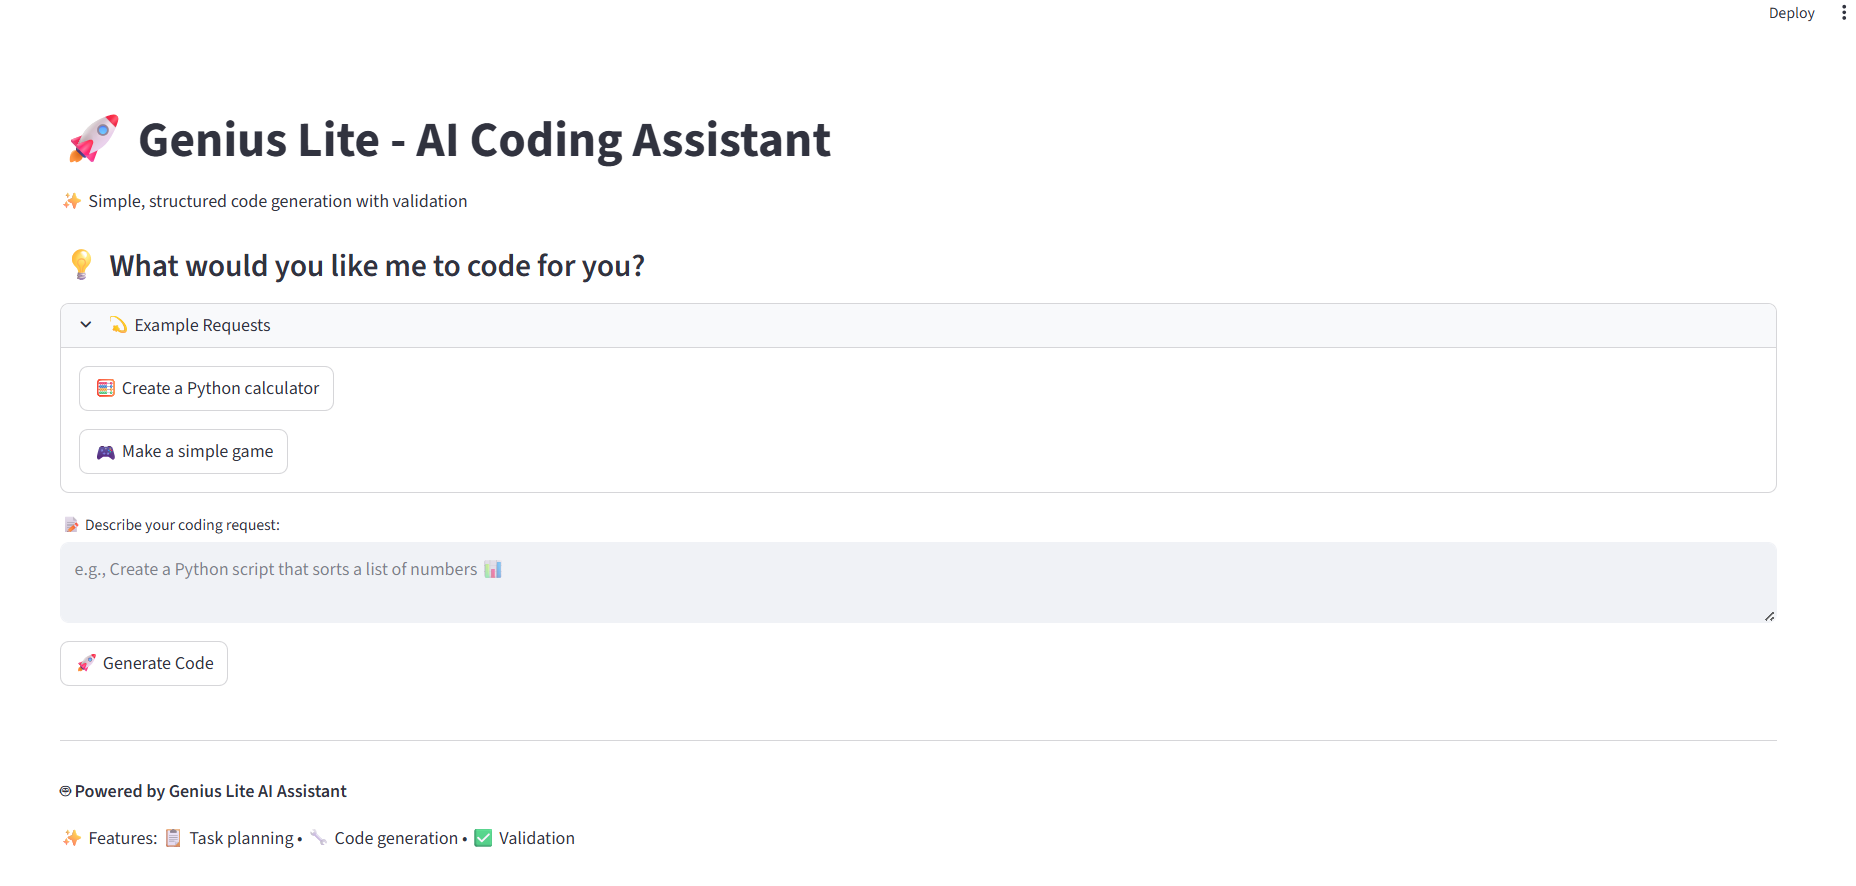 Deploy
🚀 Genius Lite - AI Coding Assistant
✨ Simple, structured code generation with validation
💡 What would you like me to code for you?
💫 Example Requests
🧮 Create a Python calculator
🎮 Make a simple game
📝 Describe your coding request:
e.g., Create a Python script that sorts a list of numbers 📊
🚀 Generate Code
Powered by Genius Lite AI Assistant
✨ Features: 📋 Task planning • 🔧 Code generation • ✅ Validation